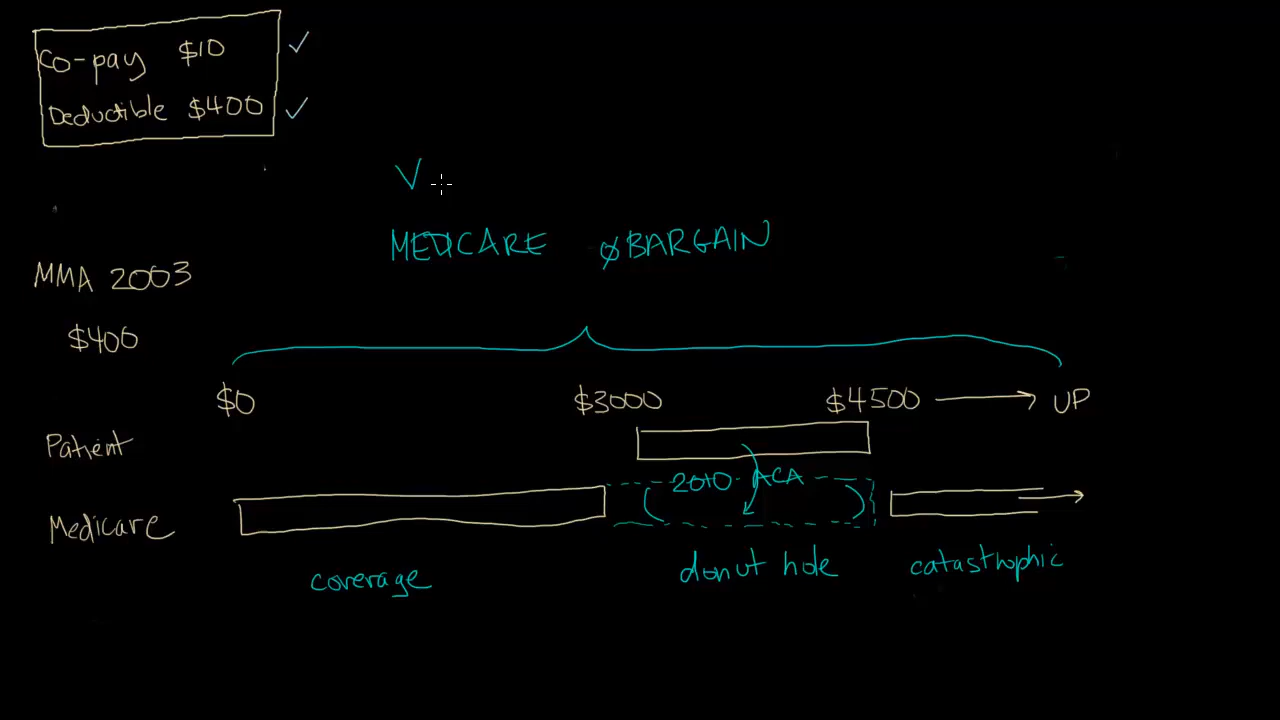 Co-pay $10 ✓
Deductible $400 ✓
V
MEDICARE ØBARGAIN
MMA 2003
$400
$0 $3000 $4500 → UP
Patient
2010 ACA
Medicare
coverage donut hole catastrophic